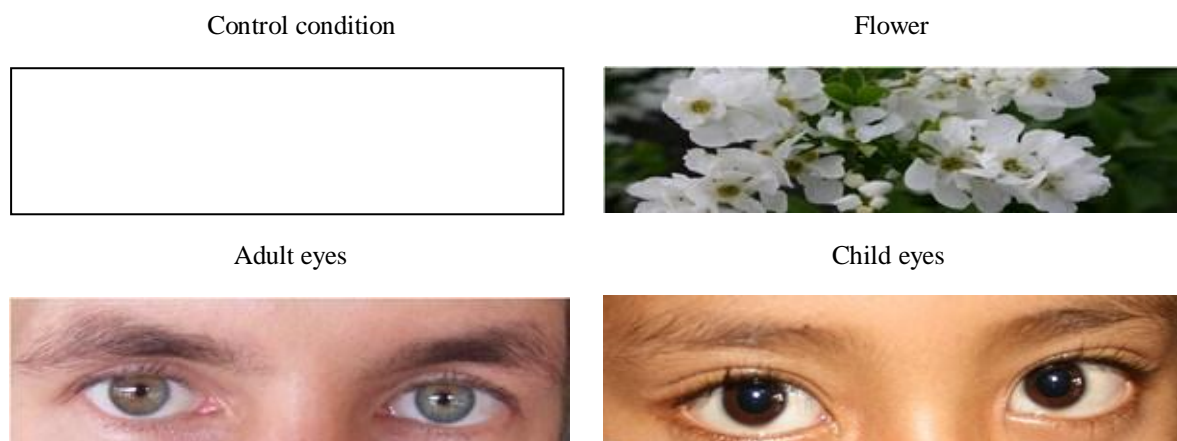 Control condition
Flower
Adult eyes
Child eyes